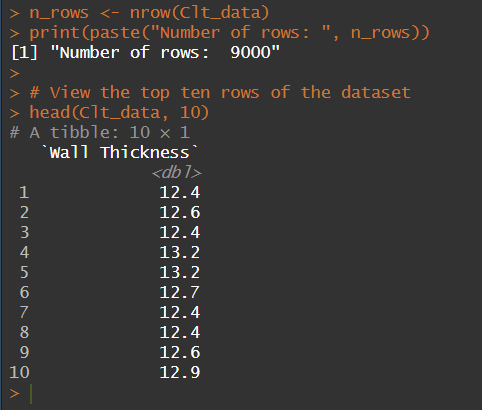 > n_rows <- nrow(Clt_data)
> print(paste("Number of rows: ", n_rows))
[1] "Number of rows:  9000"
>
> # View the top ten rows of the dataset
> head(Clt_data, 10)
# A tibble: 10 × 1
   `Wall Thickness`
              <dbl>
 1             12.4
 2             12.6
 3             12.4
 4             13.2
 5             13.2
 6             12.7
 7             12.4
 8             12.4
 9             12.6
10             12.9
>